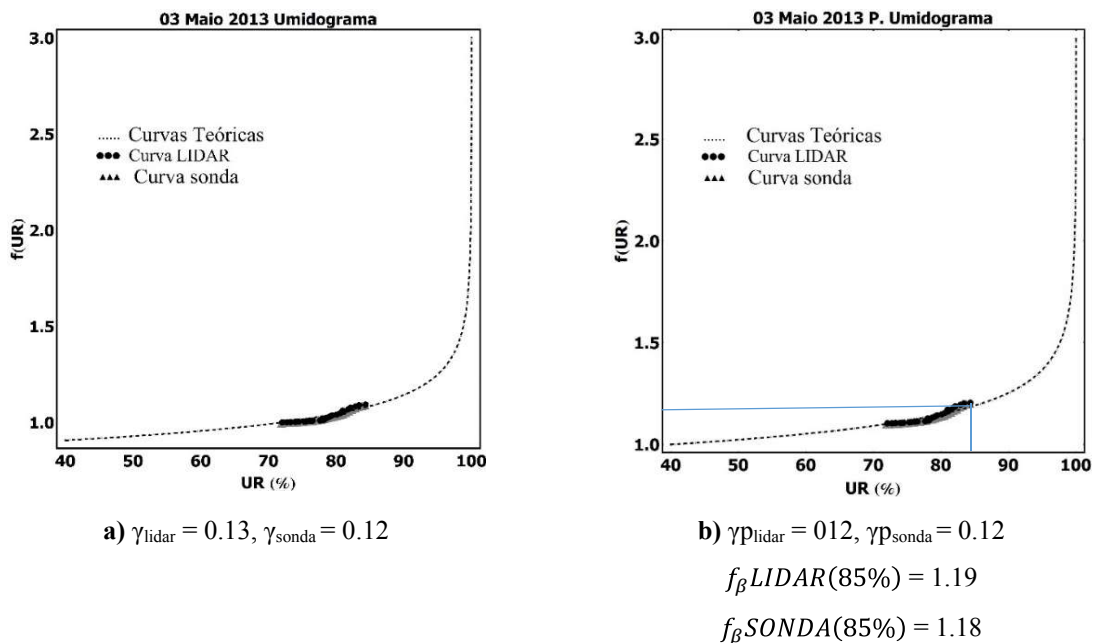 03 Maio 2013 Umidograma
3.0
2.5
2.0
1.5
1.0
f(UR)
Curvas Teóricas
Curva LIDAR
Curva sonda
40 50 60 70 80 90 100
UR (%)
a) γlidar = 0.13, γsonda = 0.12
03 Maio 2013 P. Umidograma
3.0
2.5
2.0
1.5
1.0
f(UR)
Curvas Teóricas
Curva LIDAR
Curva sonda
40 50 60 70 80 90 100
UR (%)
b) γplidar = 012, γpsonda = 0.12
fβLIDAR(85%) = 1.19
fβSONDA(85%) = 1.18